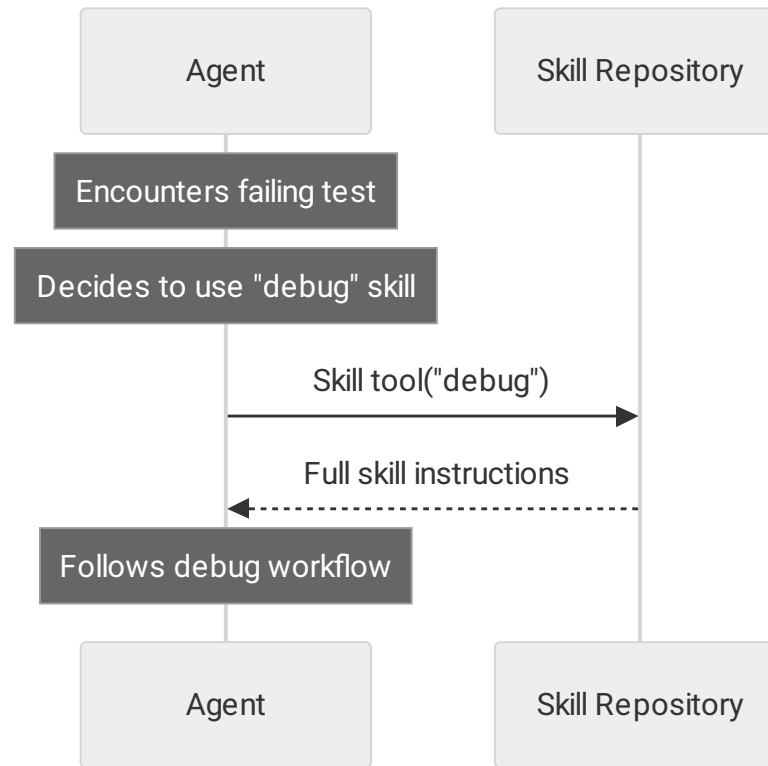 Agent
Skill Repository
Encounters failing test
Decides to use "debug" skill
Skill tool("debug")
Full skill instructions
Follows debug workflow
Agent
Skill Repository